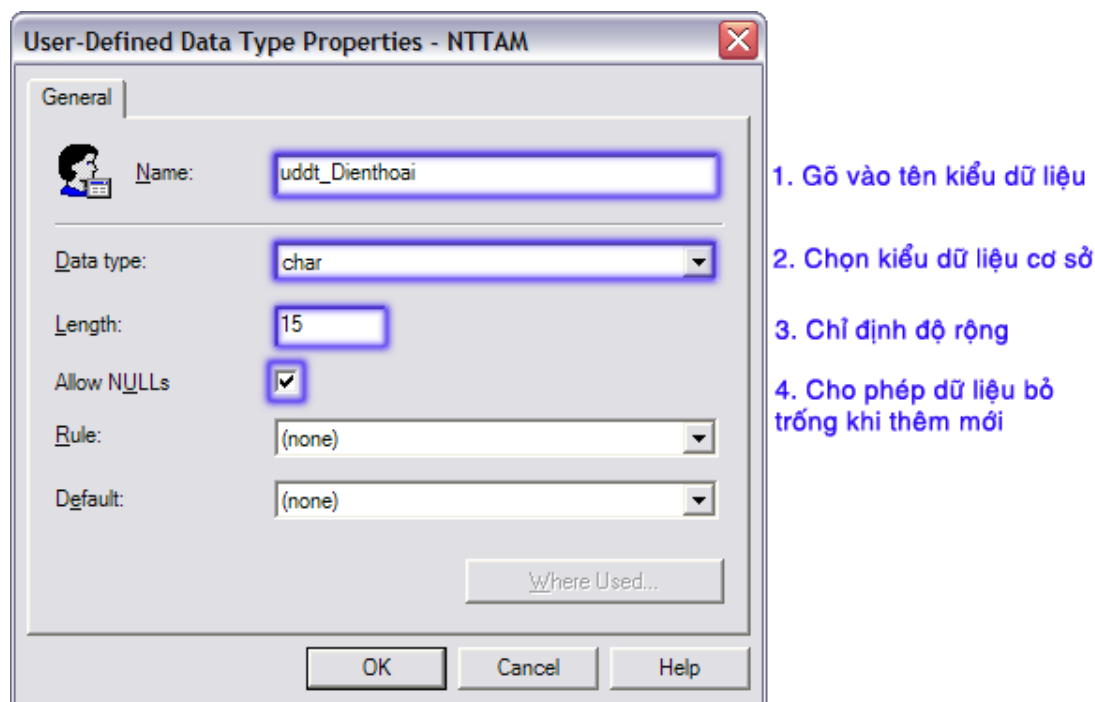 User-Defined Data Type Properties - NTTAM
General
Name:
uddt_Dienthoai
1. Gõ vào tên kiểu dữ liệu
Data type:
char
2. Chọn kiểu dữ liệu cơ sở
Length:
15
3. Chỉ định độ rộng
Allow NULLs
4. Cho phép dữ liệu bỏ
trống khi thêm mới
Rule:
(none)
Default:
(none)
Where Used...
OK
Cancel
Help